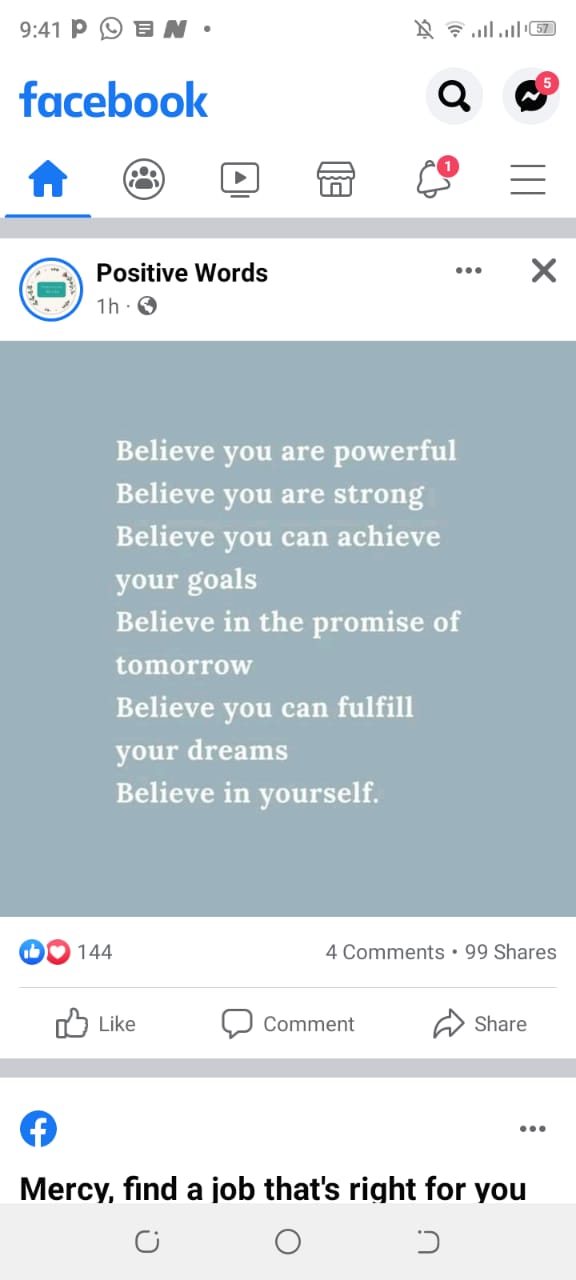 9:41
57
facebook
5
1
Positive Words
1h ·
Believe you are powerful
Believe you are strong
Believe you can achieve
your goals
Believe in the promise of
tomorrow
Believe you can fulfill
your dreams
Believe in yourself.
144
4 Comments • 99 Shares
Like
Comment
Share
Mercy, find a job that's right for you